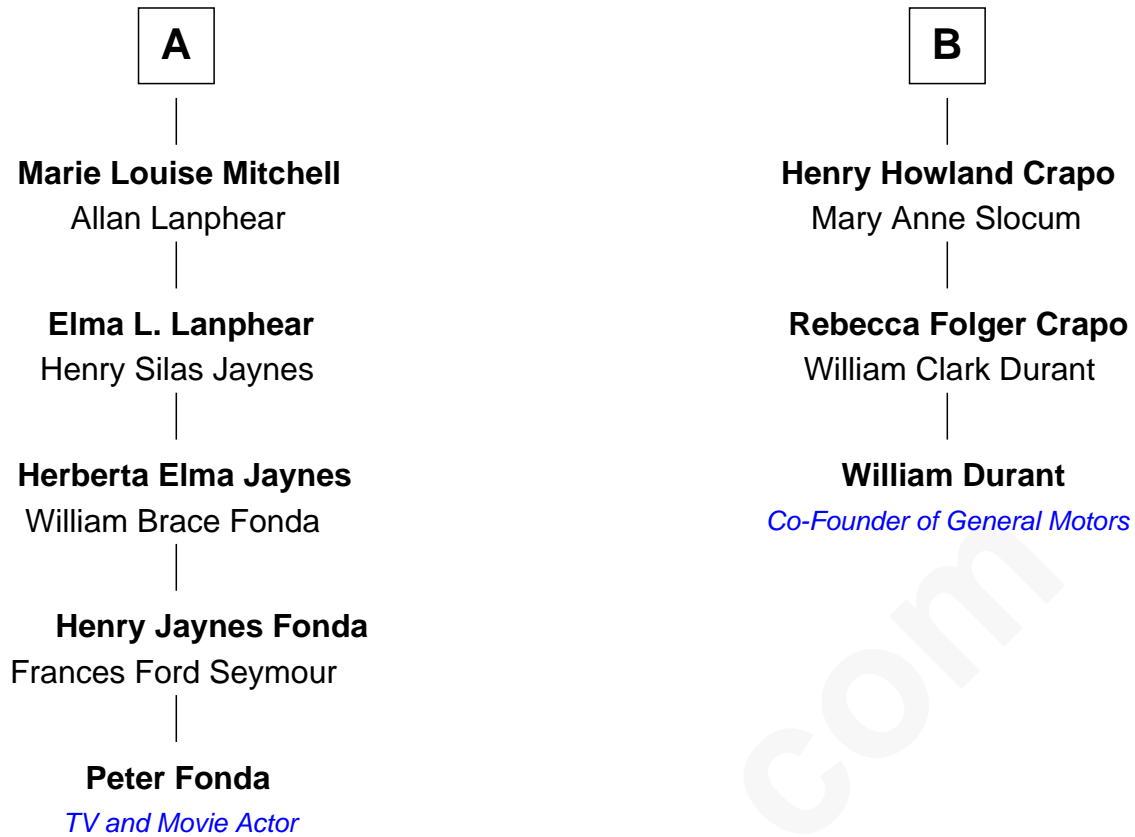 A
Marie Louise Mitchell
Allan Lanphear
Elma L. Lanphear
Henry Silas Jaynes
Herberta Elma Jaynes
William Brace Fonda
Henry Jaynes Fonda
Frances Ford Seymour
Peter Fonda
TV and Movie Actor
B
Henry Howland Crapo
Mary Anne Slocum
Rebecca Folger Crapo
William Clark Durant
William Durant
Co-Founder of General Motors
com